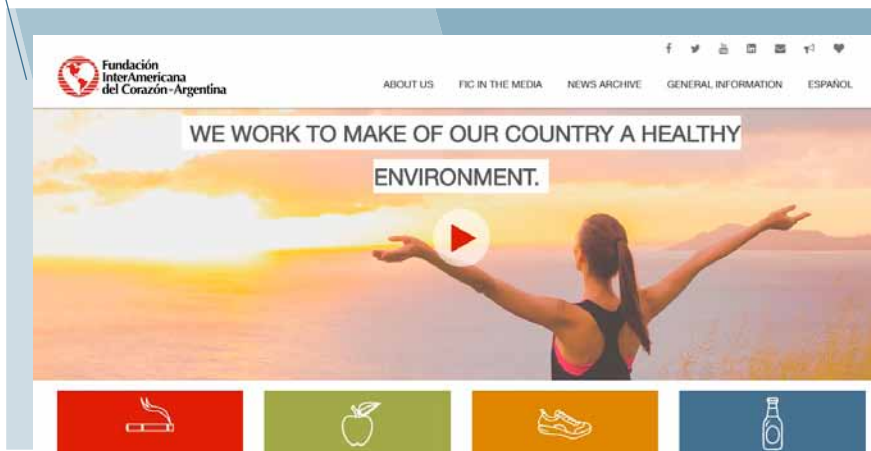 Fundación
InterAmericana
del Corazón-Argentina
ABOUT US FIC IN THE MEDIA NEWS ARCHIVE GENERAL INFORMATION ESPAÑOL
WE WORK TO MAKE OF OUR COUNTRY A HEALTHY
ENVIRONMENT.